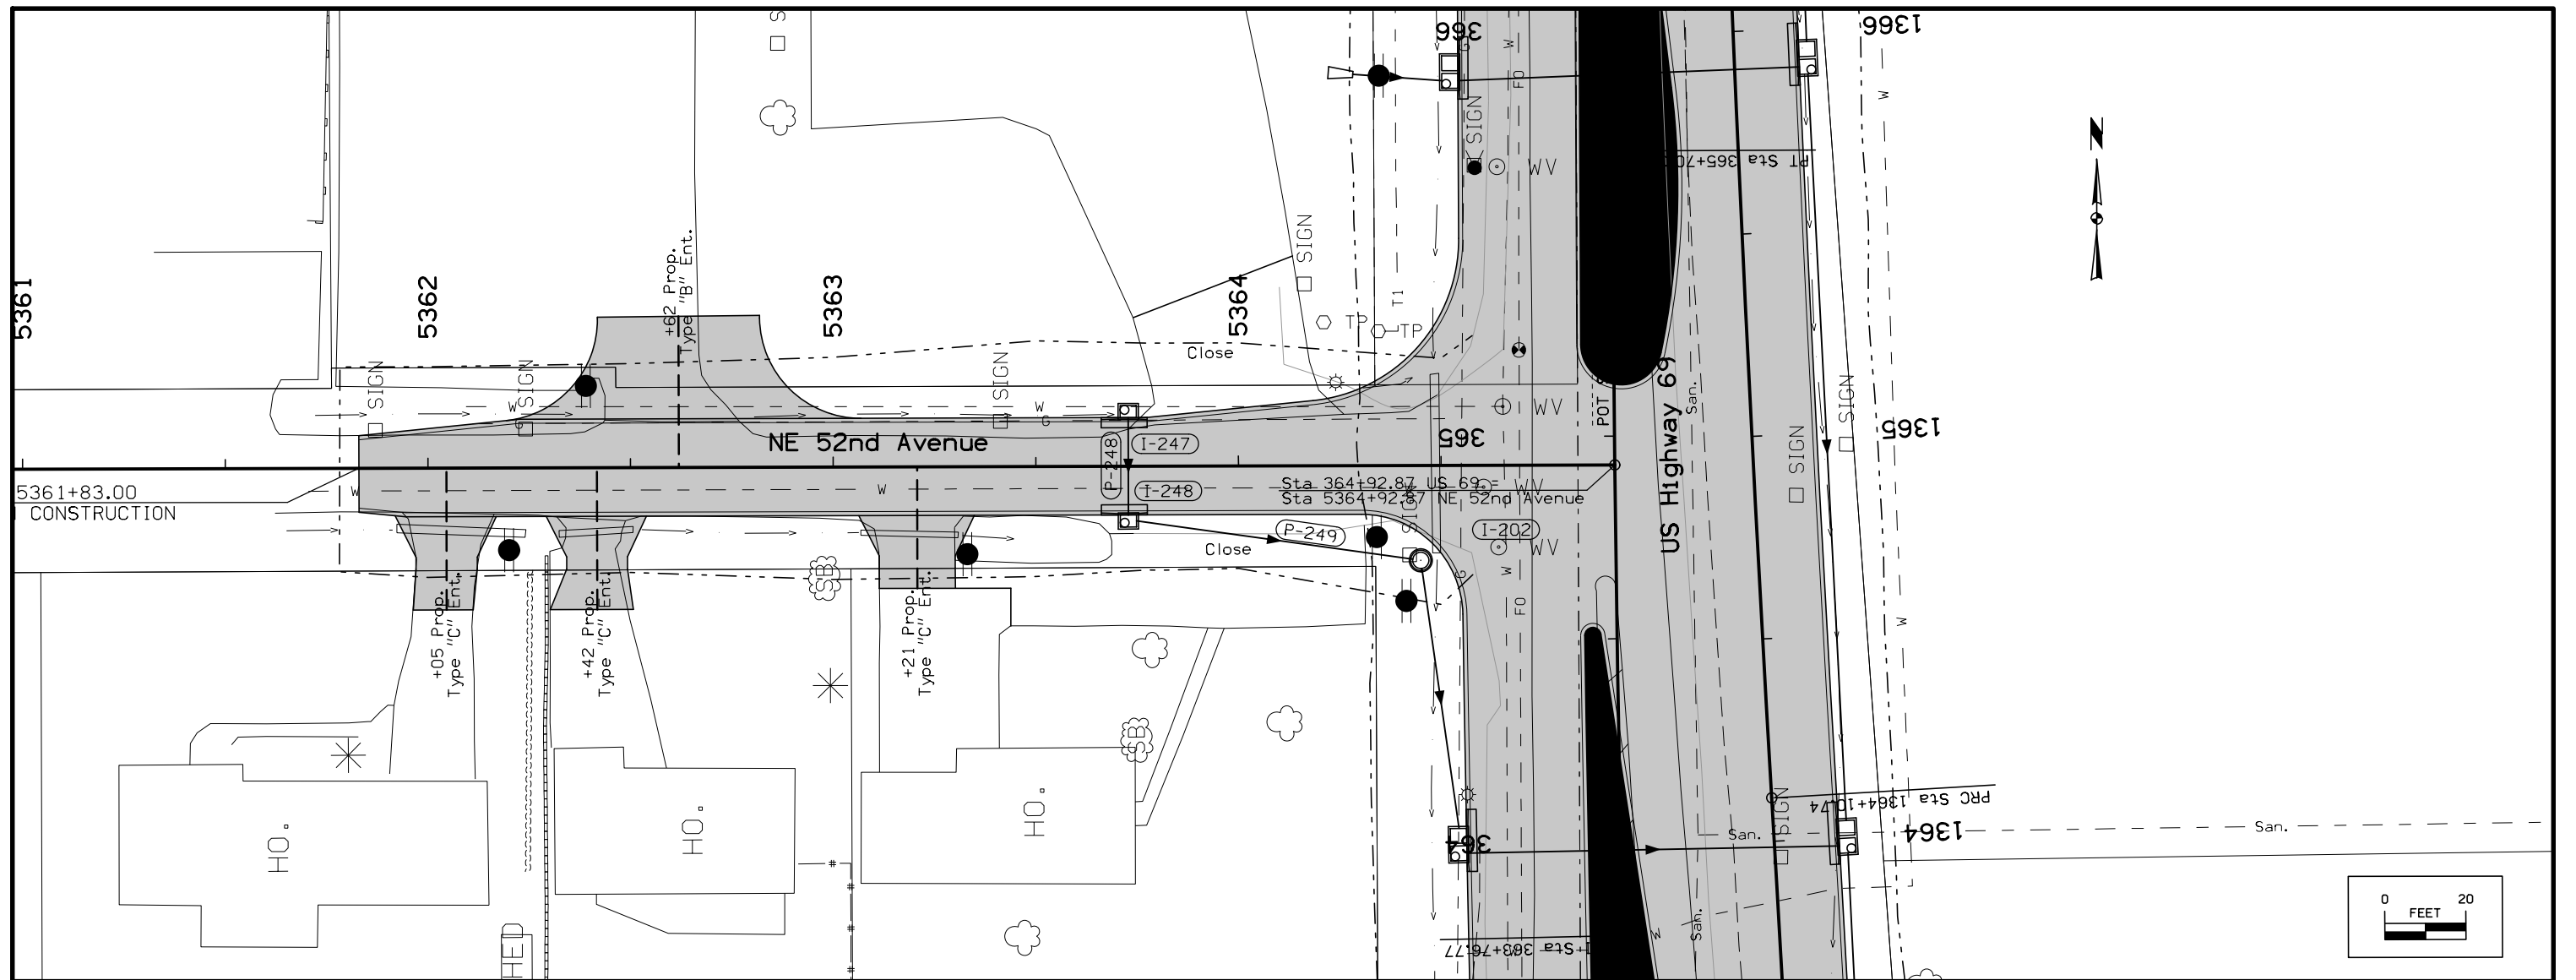 S
366
1366
W
FO
W
G
SIGN
WV
PT Sta 365+70
N
SIGN
+62 Prop.
Type "B" Ent.
5361
5362
5363
5364
T1
TP
TP
Close
SIGN
SIGN
SIGN
W
W
G
G
WV
POT S
US Highway 69
San.
SIGN
SIGN
1365
365
NE 52nd Avenue
P-248
I-247
I-248
W
W
5361+83.00
CONSTRUCTION
Sta 364+92.87 US 69 =
Sta 5364+92.87 NE 52nd Avenue
WV
SIGN
I-202
P-249
WV
Close
SB
W
FO
W
+05 Prop.
Type "C" Ent.
+42 Prop.
Type "C" Ent.
+21 Prop.
Type "C" Ent.
SB
HO.
HO.
HO.
PRC Sta 1364+10.74
SIGN
San.
San.
364
1364
HED
Sta 363+76.77
W
San.
0 20
FEET